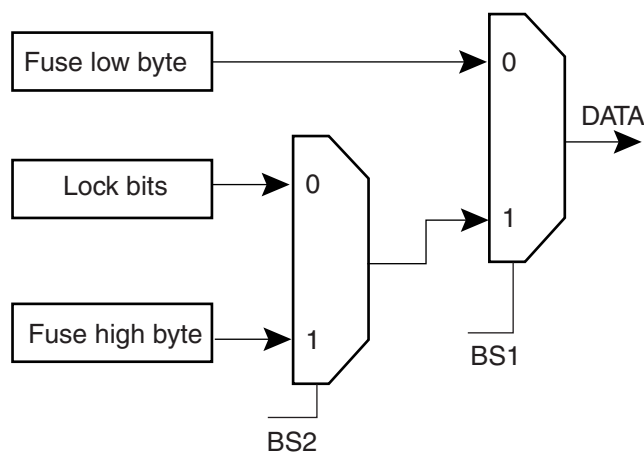 Fuse low byte
0
DATA
Lock bits
0
1
Fuse high byte
1
BS1
BS2